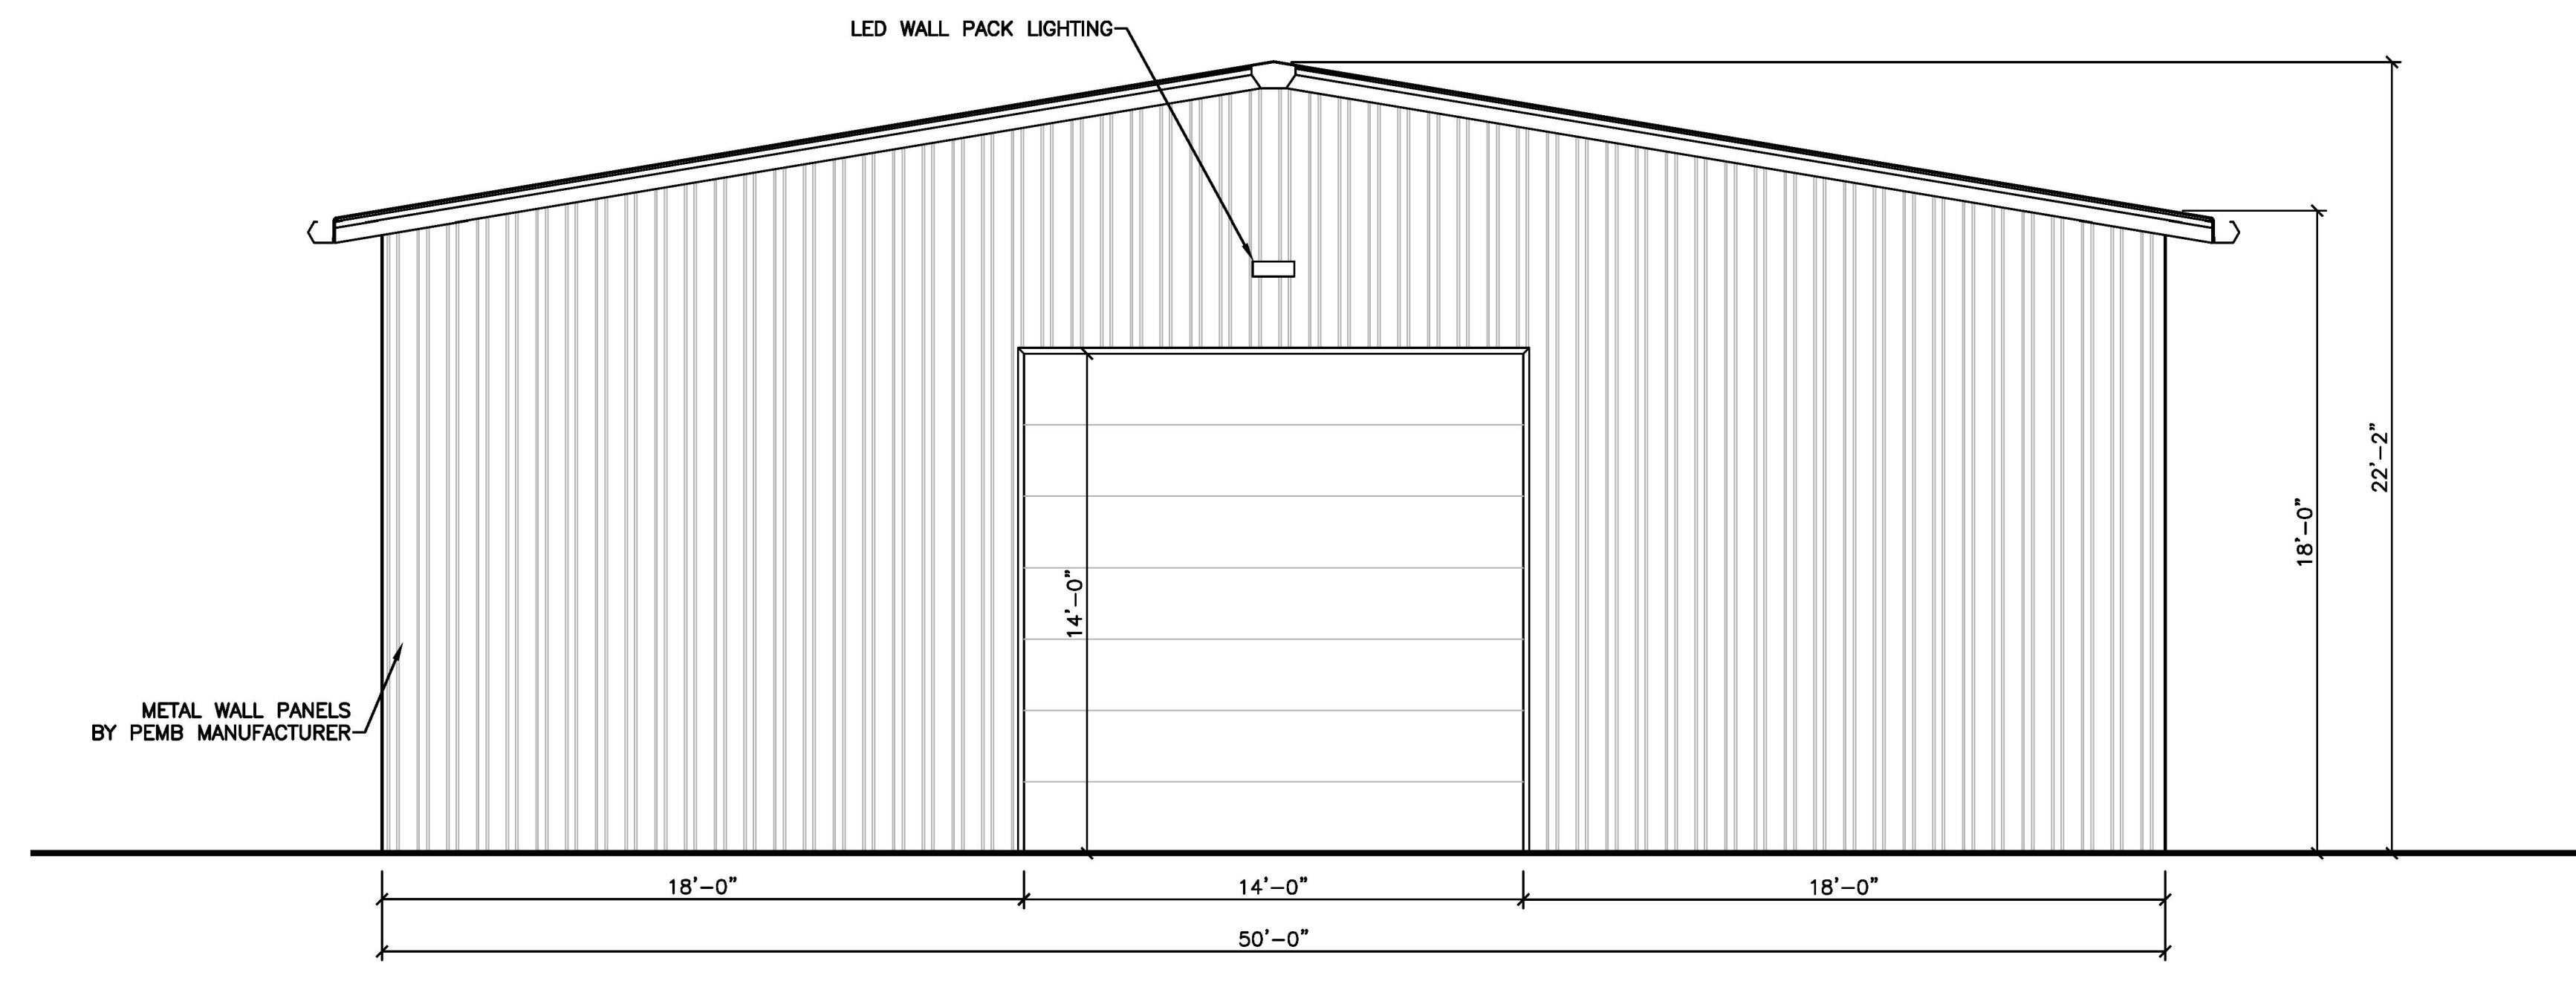 LED WALL PACK LIGHTING
22'-2"
18'-0"
14'-0"
METAL WALL PANELS
BY PEMB MANUFACTURER
18'-0"
14'-0"
18'-0"
50'-0"